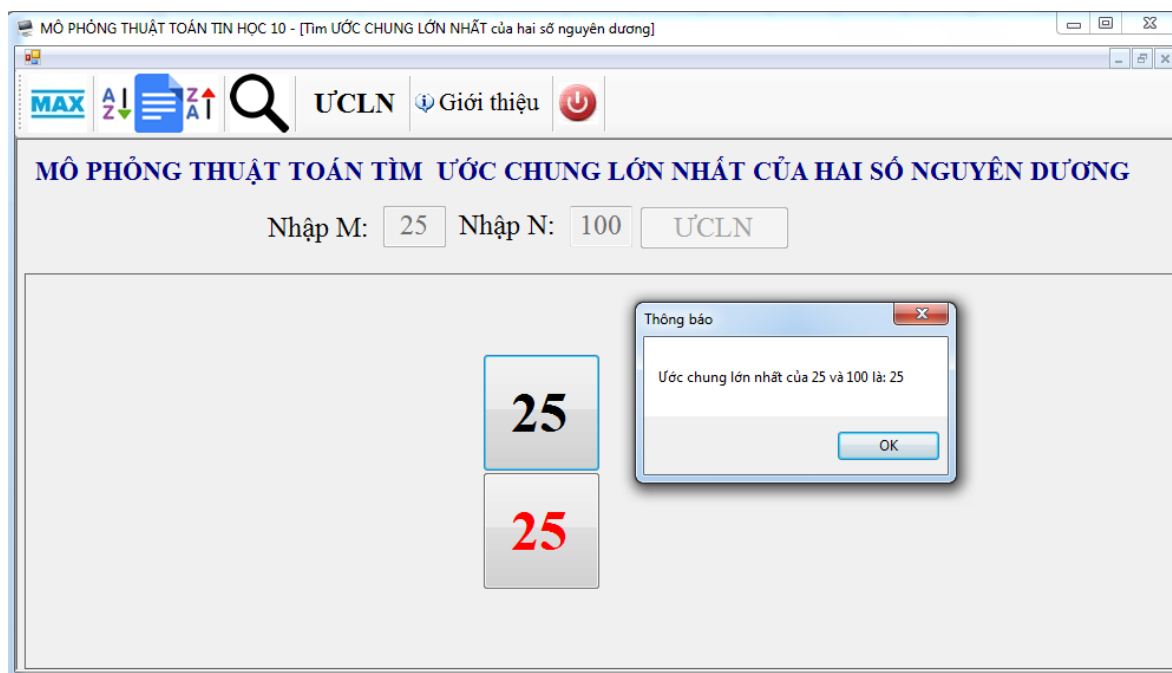 MÔ PHỎNG THUẬT TOÁN TIN HỌC 10 - [Tìm ƯỚC CHUNG LỚN NHẤT của hai số nguyên dương]
MAX A Z Z A ƯCLN Giới thiệu
MÔ PHỎNG THUẬT TOÁN TÌM ƯỚC CHUNG LỚN NHẤT CỦA HAI SỐ NGUYÊN DƯƠNG
Nhập M: 25 Nhập N: 100 ƯCLN
Thông báo
Ước chung lớn nhất của 25 và 100 là: 25
OK
25
25